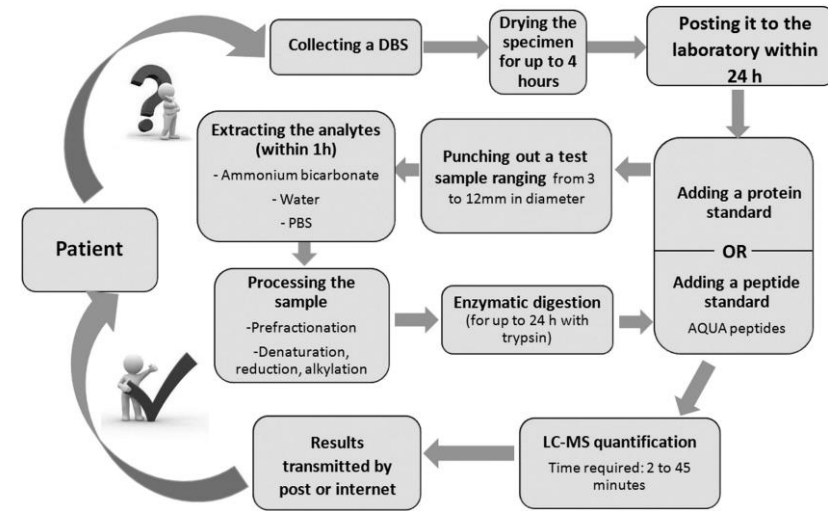 Collecting a DBS
Drying the
specimen
for up to 4
hours
Posting it to the
laboratory within
24 h
Extracting the analytes
(within 1h)
- Ammonium bicarbonate
- Water
- PBS
Punching out a test
sample ranging from 3
to 12mm in diameter
Adding a protein
standard
OR
Adding a peptide
standard
AQUA peptides
Patient
Processing the
sample
-Prefractionation
-Denaturation,
reduction, alkylation
Enzymatic digestion
(for up to 24 h with
trypsin)
LC-MS quantification
Time required: 2 to 45
minutes
Results
transmitted by
post or internet